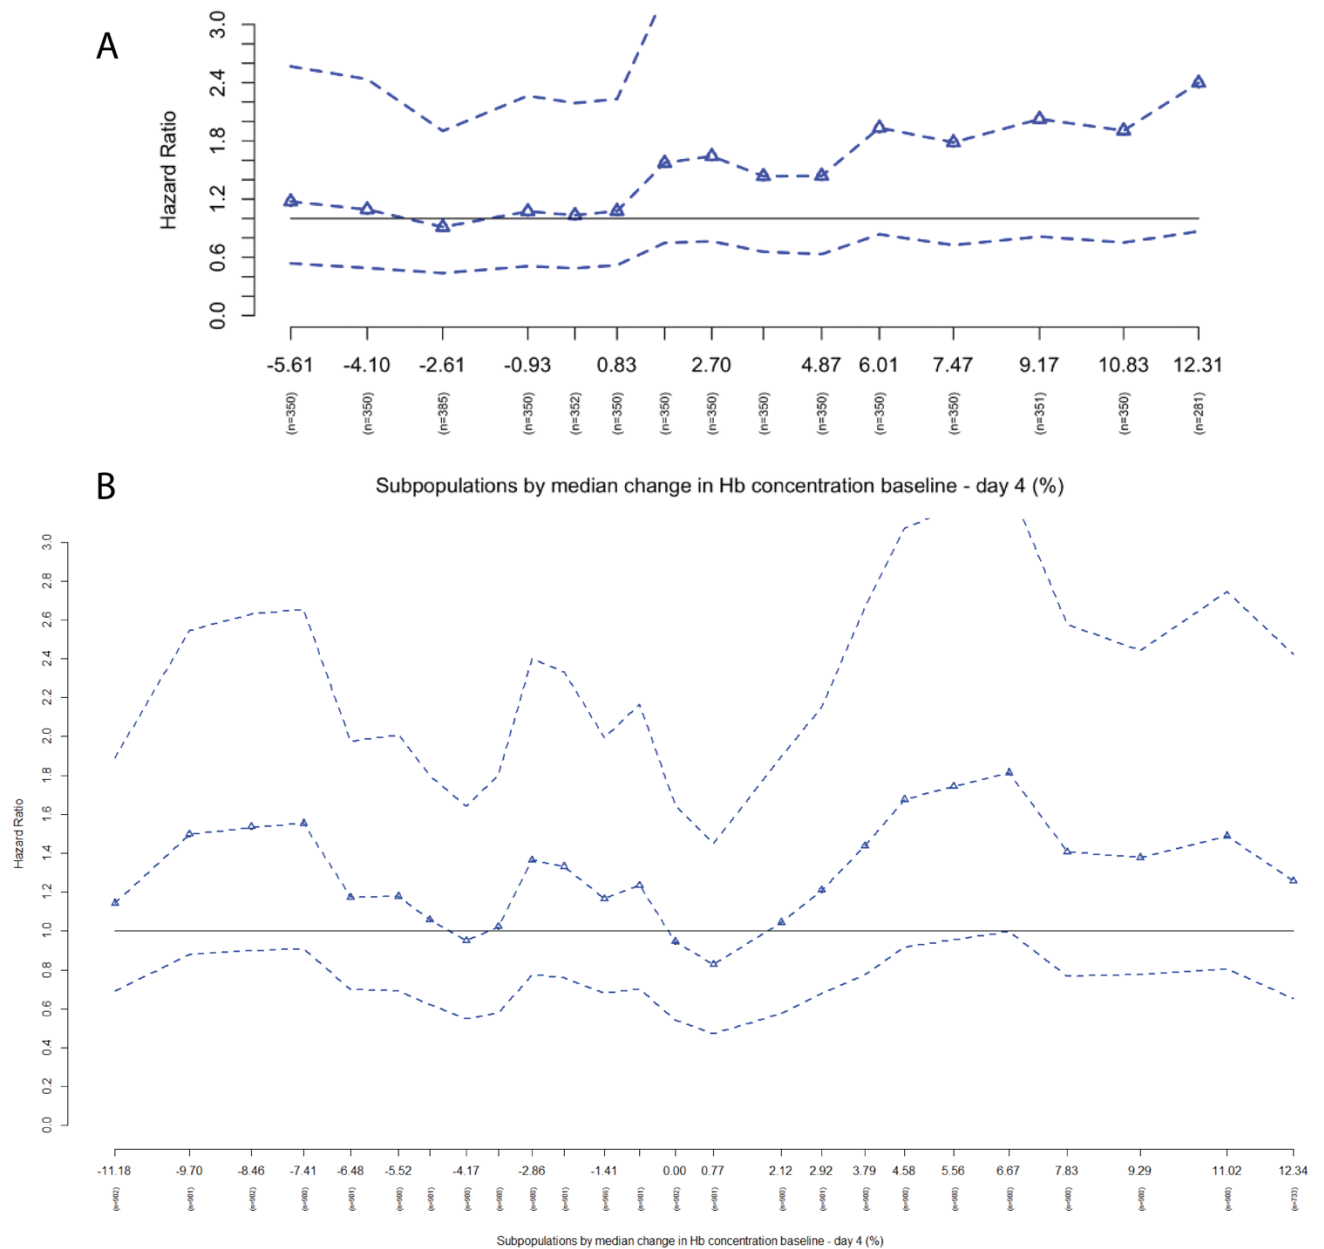 A
Hazard Ratio
3.0
2.4
1.8
1.2
0.6
0.0
-5.61 -4.10 -2.61 -0.93 0.83 2.70 4.87 6.01 7.47 9.17 10.83 12.31
(n=350) (n=350) (n=385) (n=350) (n=352) (n=350) (n=350) (n=350) (n=350) (n=350) (n=350) (n=350) (n=351) (n=350) (n=281)
Subpopulations by median change in Hb concentration baseline - day 4 (%)
B
Hazard Ratio
3.0
2.8
2.6
2.4
2.2
2.0
1.8
1.6
1.4
1.2
1.0
0.8
0.6
0.4
0.2
0.0
-11.18 -9.70 -8.46 -7.41 -6.48 -5.52 -4.17 -2.86 -1.41 0.00 0.77 2.12 2.92 3.79 4.58 5.56 6.67 7.83 9.29 11.02 12.34
Subpopulations by median change in Hb concentration baseline - day 4 (%)